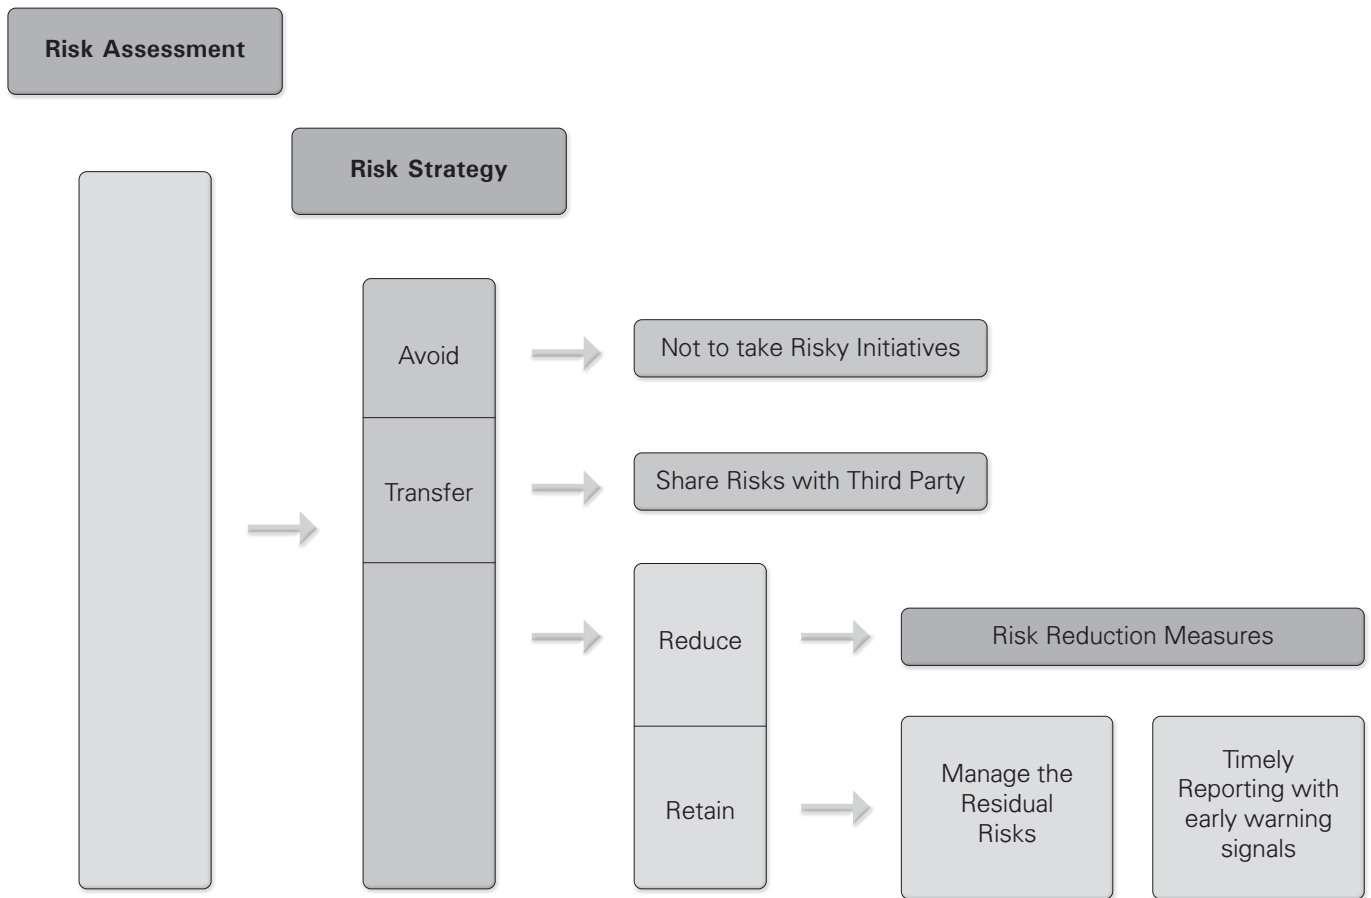 Risk Assessment
Risk Strategy
Avoid
Not to take Risky Initiatives
Transfer
Share Risks with Third Party
Reduce
Risk Reduction Measures
Retain
Manage the
Residual
Risks
Timely
Reporting with
early warning
signals